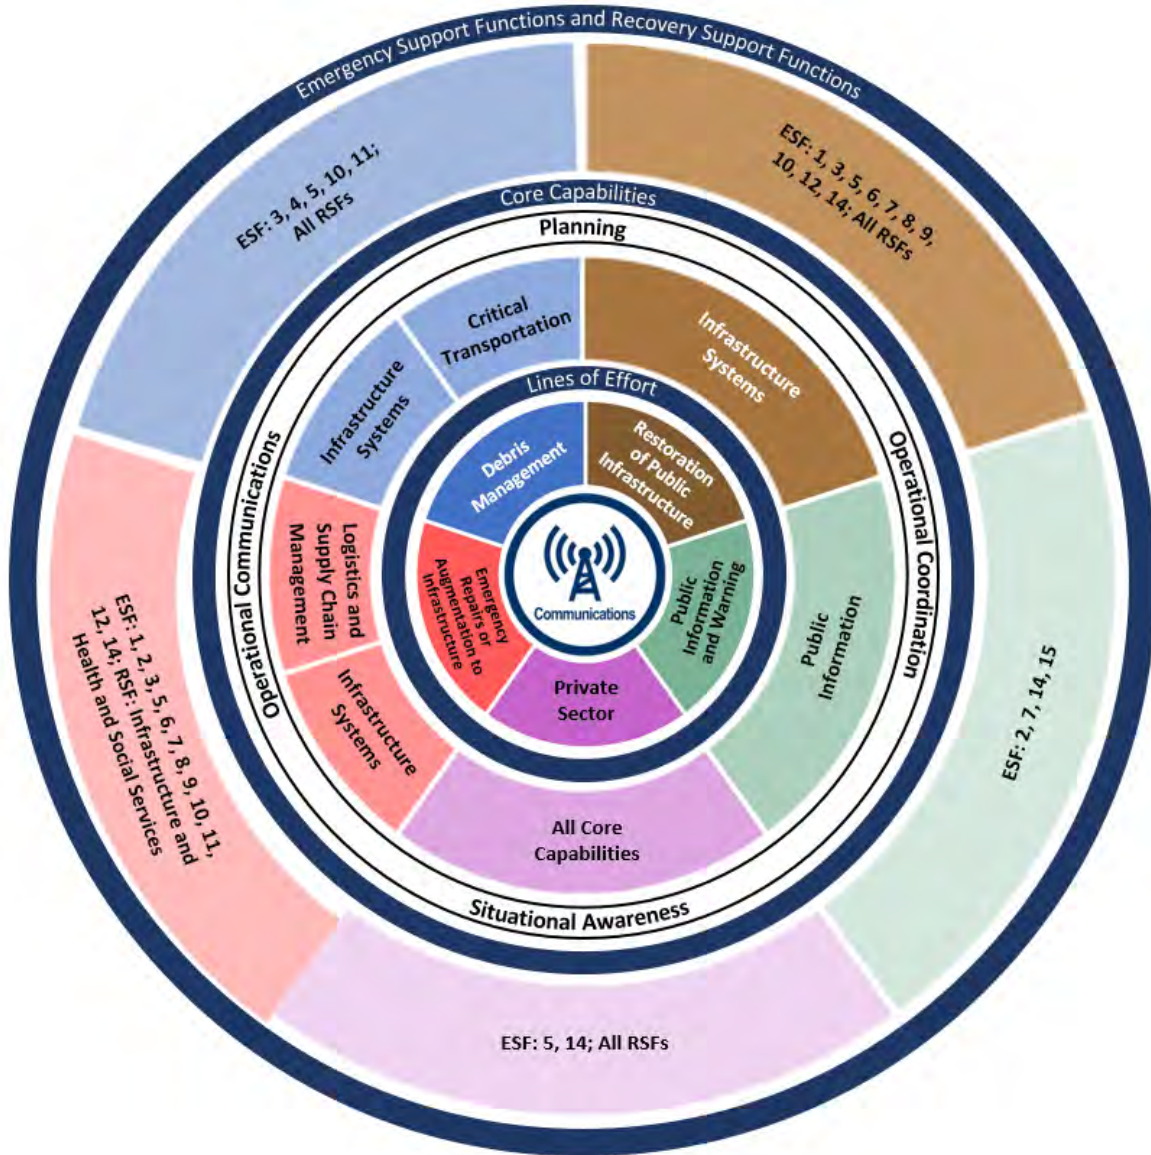 Emergency Support Functions and Recovery Support Functions
ESF: 3, 4, 5, 10, 11;
All RSFs
ESF: 1, 3, 5, 6, 7, 8, 9,
10, 12, 14; All RSFs
Core Capabilities
Planning
Critical
Transportation
Infrastructure
Systems
Infrastructure
Systems
Lines of Effort
Debris
Management
Restoration
of Public
Infrastructure
Operational Communications
Operational Coordination
Logistics and
Supply Chain
Management
Emergency
Repairs or
Augmentation to
Infrastructure
Communications
Public
Information
and Warning
Public
Information
Private
Sector
Infrastructure
Systems
ESF: 1, 2, 3, 5, 6, 7, 8, 9, 10, 11,
12, 14; RSF: Infrastructure and
Health and Social Services
ESF: 2, 7, 14, 15
All Core
Capabilities
Situational Awareness
ESF: 5, 14; All RSFs